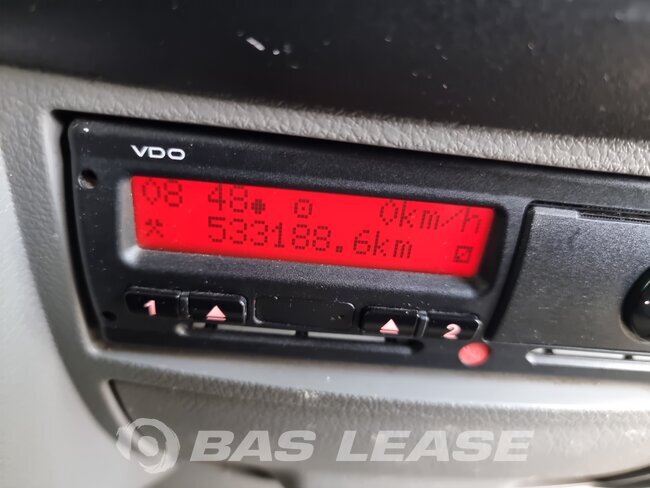 VDO
08 48 0km/h
533188.6km
1 2
BAS LEASE